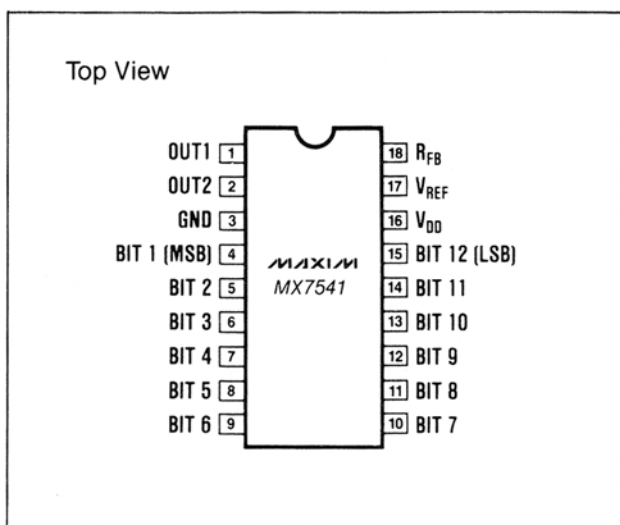 Top View
OUT1 1
OUT2 2
GND 3
BIT 1 (MSB) 4
BIT 2 5
BIT 3 6
BIT 4 7
BIT 5 8
BIT 6 9
MAXIM
MX7541
18 RFB
17 VREF
16 VDD
15 BIT 12 (LSB)
14 BIT 11
13 BIT 10
12 BIT 9
11 BIT 8
10 BIT 7